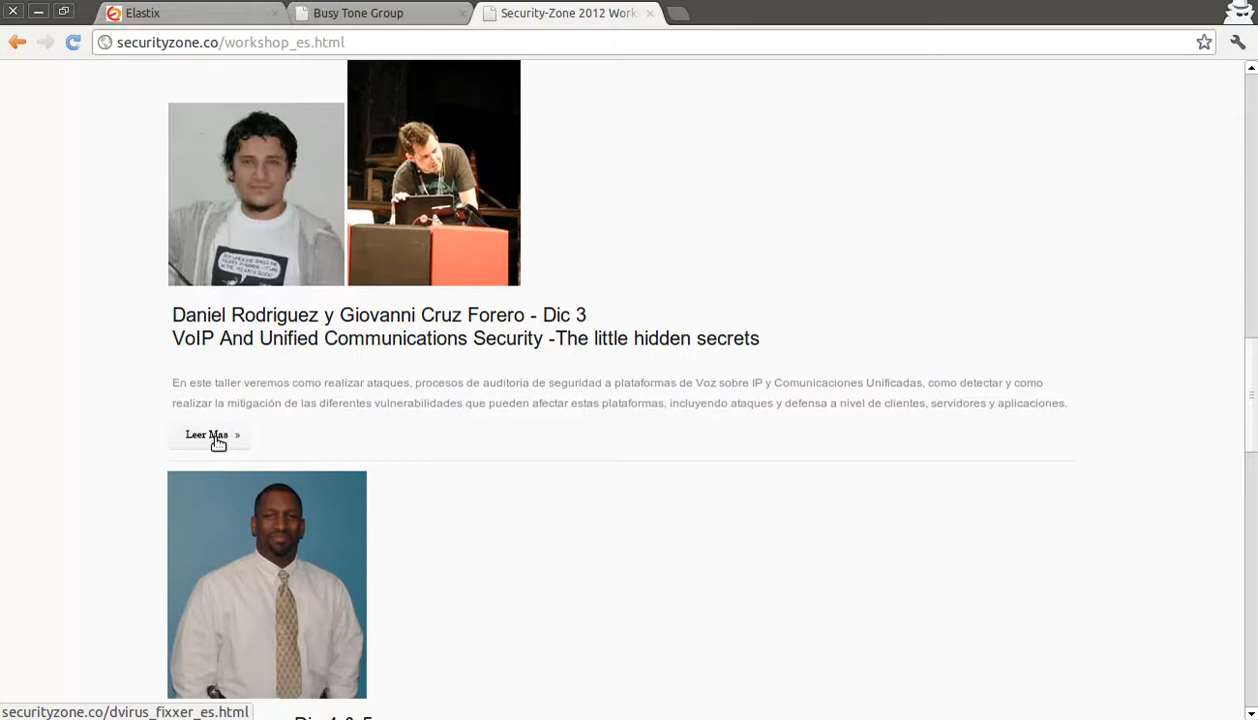 Elastix
Busy Tone Group
Security-Zone 2012 Work
securityzone.co/workshop_es.html
Daniel Rodriguez y Giovanni Cruz Forero - Dic 3
VoIP And Unified Communications Security -The little hidden secrets
En este taller veremos como realizar ataques, procesos de auditoria de seguridad a plataformas de Voz sobre IP y Comunicaciones Unificadas, como detectar y como
realizar la mitigación de las diferentes vulnerabilidades que pueden afectar estas plataformas, incluyendo ataques y defensa a nivel de clientes, servidores y aplicaciones.
Leer Mas »
securityzone.co/dvirus_fixxer_es.html